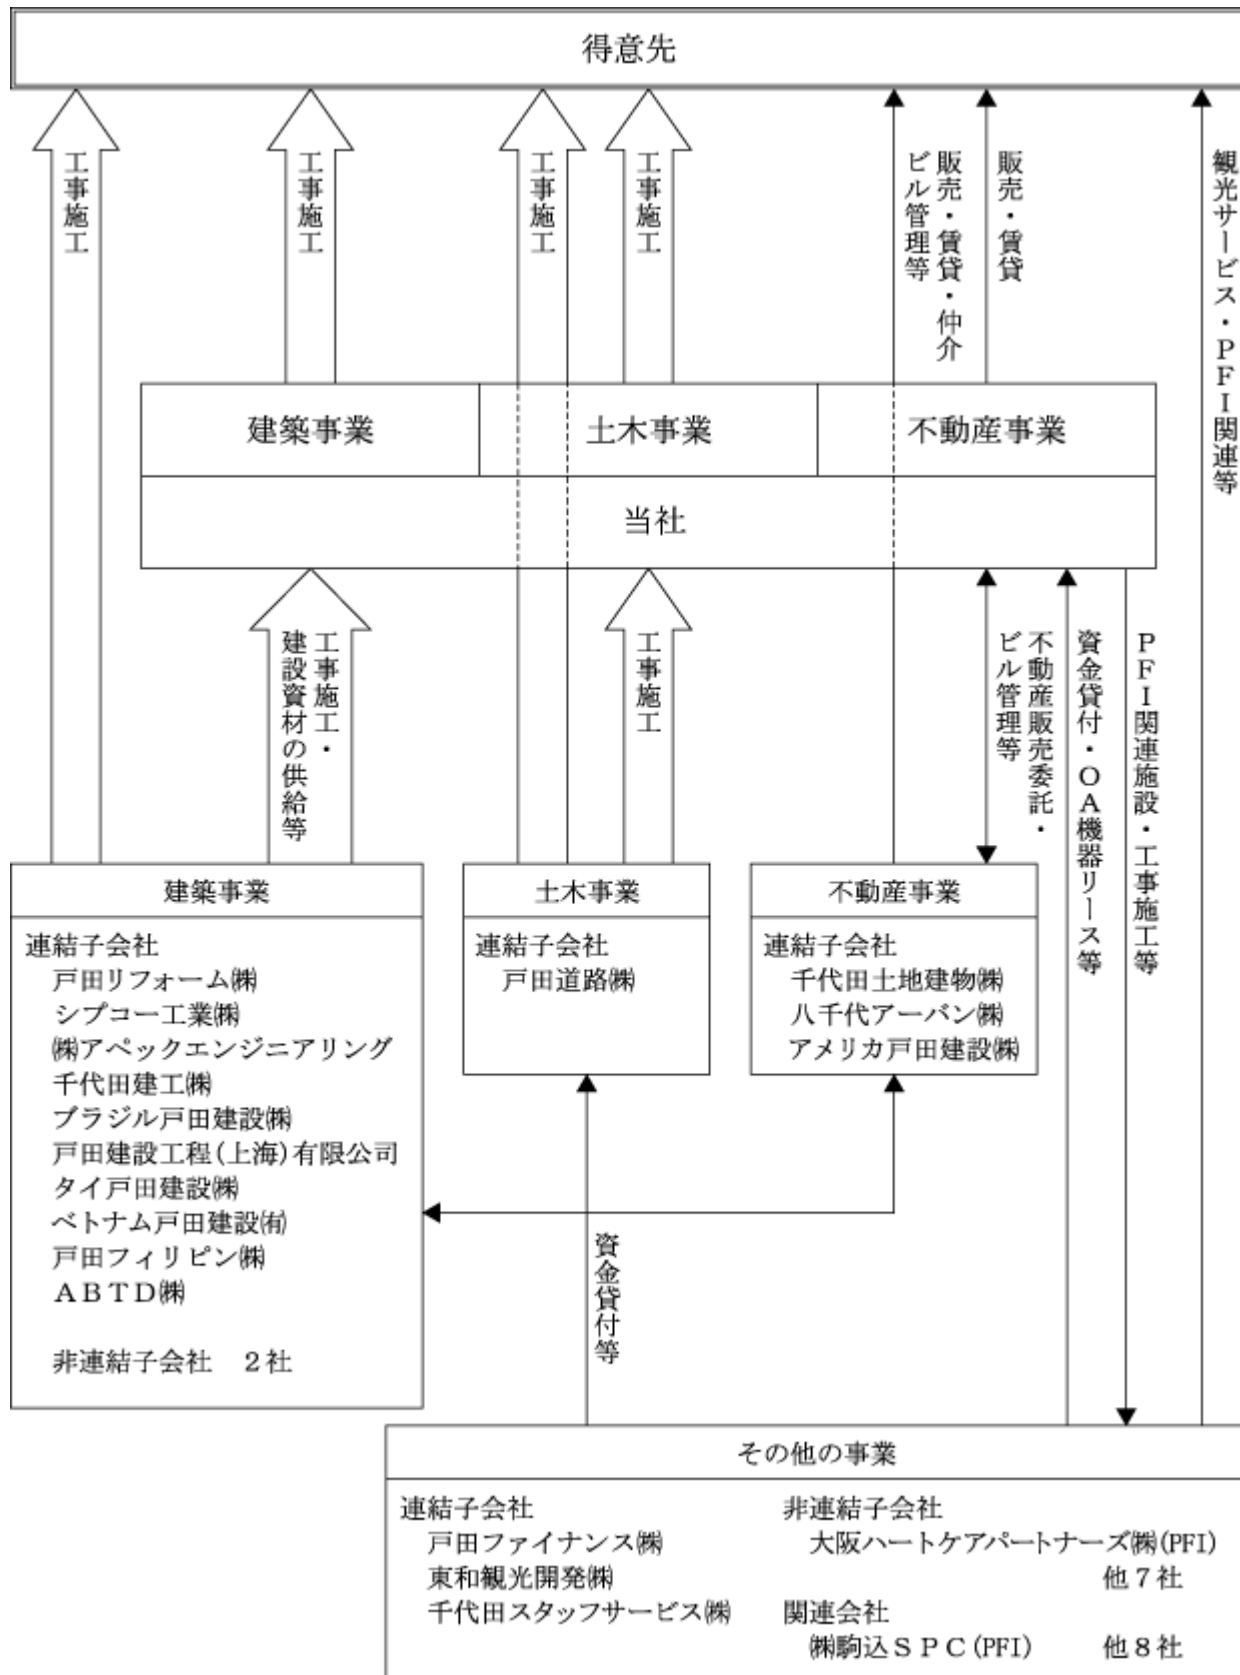 得意先
工事施工
工事施工
工事施工
工事施工
販売・賃貸・仲介
ビル管理等
販売・賃貸
観光サービス・PFI関連等
建築事業
土木事業
不動産事業
当社
工事施工・
建設資材の供給等
工事施工
不動産販売委託・
ビル管理等
資金貸付・OA機器リース等
PFI関連施設・工事施工等
建築事業
連結子会社
戸田リフォーム㈱
シプコー工業㈱
㈱アペックエンジニアリング
千代田建工㈱
ブラジル戸田建設㈱
戸田建設工程(上海)有限公司
タイ戸田建設㈱
ベトナム戸田建設㈲
戸田フィリピン㈱
ABTD㈱
非連結子会社 2社
土木事業
連結子会社
戸田道路㈱
不動産事業
連結子会社
千代田土地建物㈱
八千代アーバン㈱
アメリカ戸田建設㈱
資金貸付等
その他の事業
連結子会社
戸田ファイナンス㈱
東和観光開発㈱
千代田スタッフサービス㈱
非連結子会社
大阪ハートケアパートナーズ㈱(PFI)
他7社
関連会社
㈱駒込SPC(PFI) 他8社